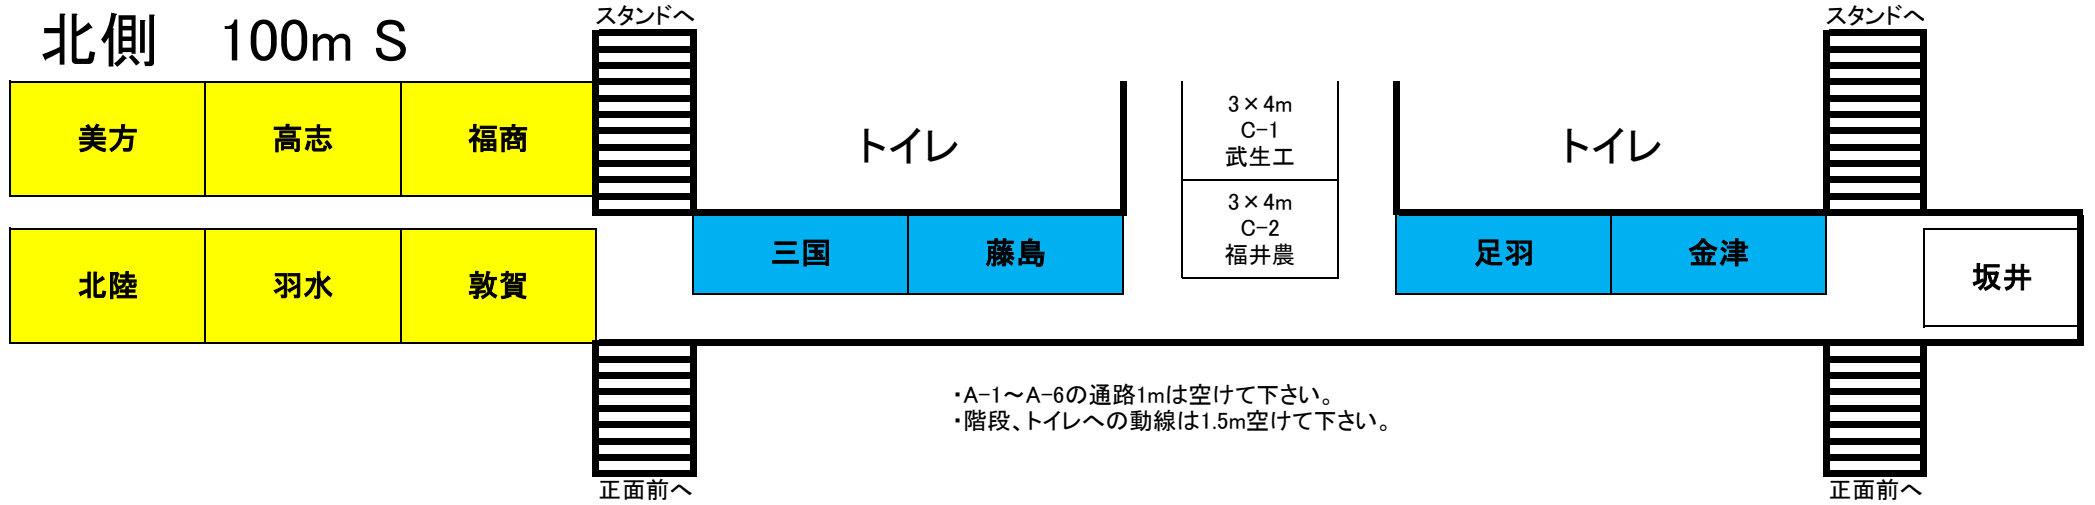 北側　100m S
スタンドへ
スタンドへ
美方
高志
福商
トイレ
3×4m
C-1
武生工
トイレ
3×4m
C-2
福井農
三国
藤島
足羽
金津
坂井
北陸
羽水
敦賀
・A-1～A-6の通路1mは空けて下さい。
・階段、トイレへの動線は1.5m空けて下さい。
正面前へ
正面前へ